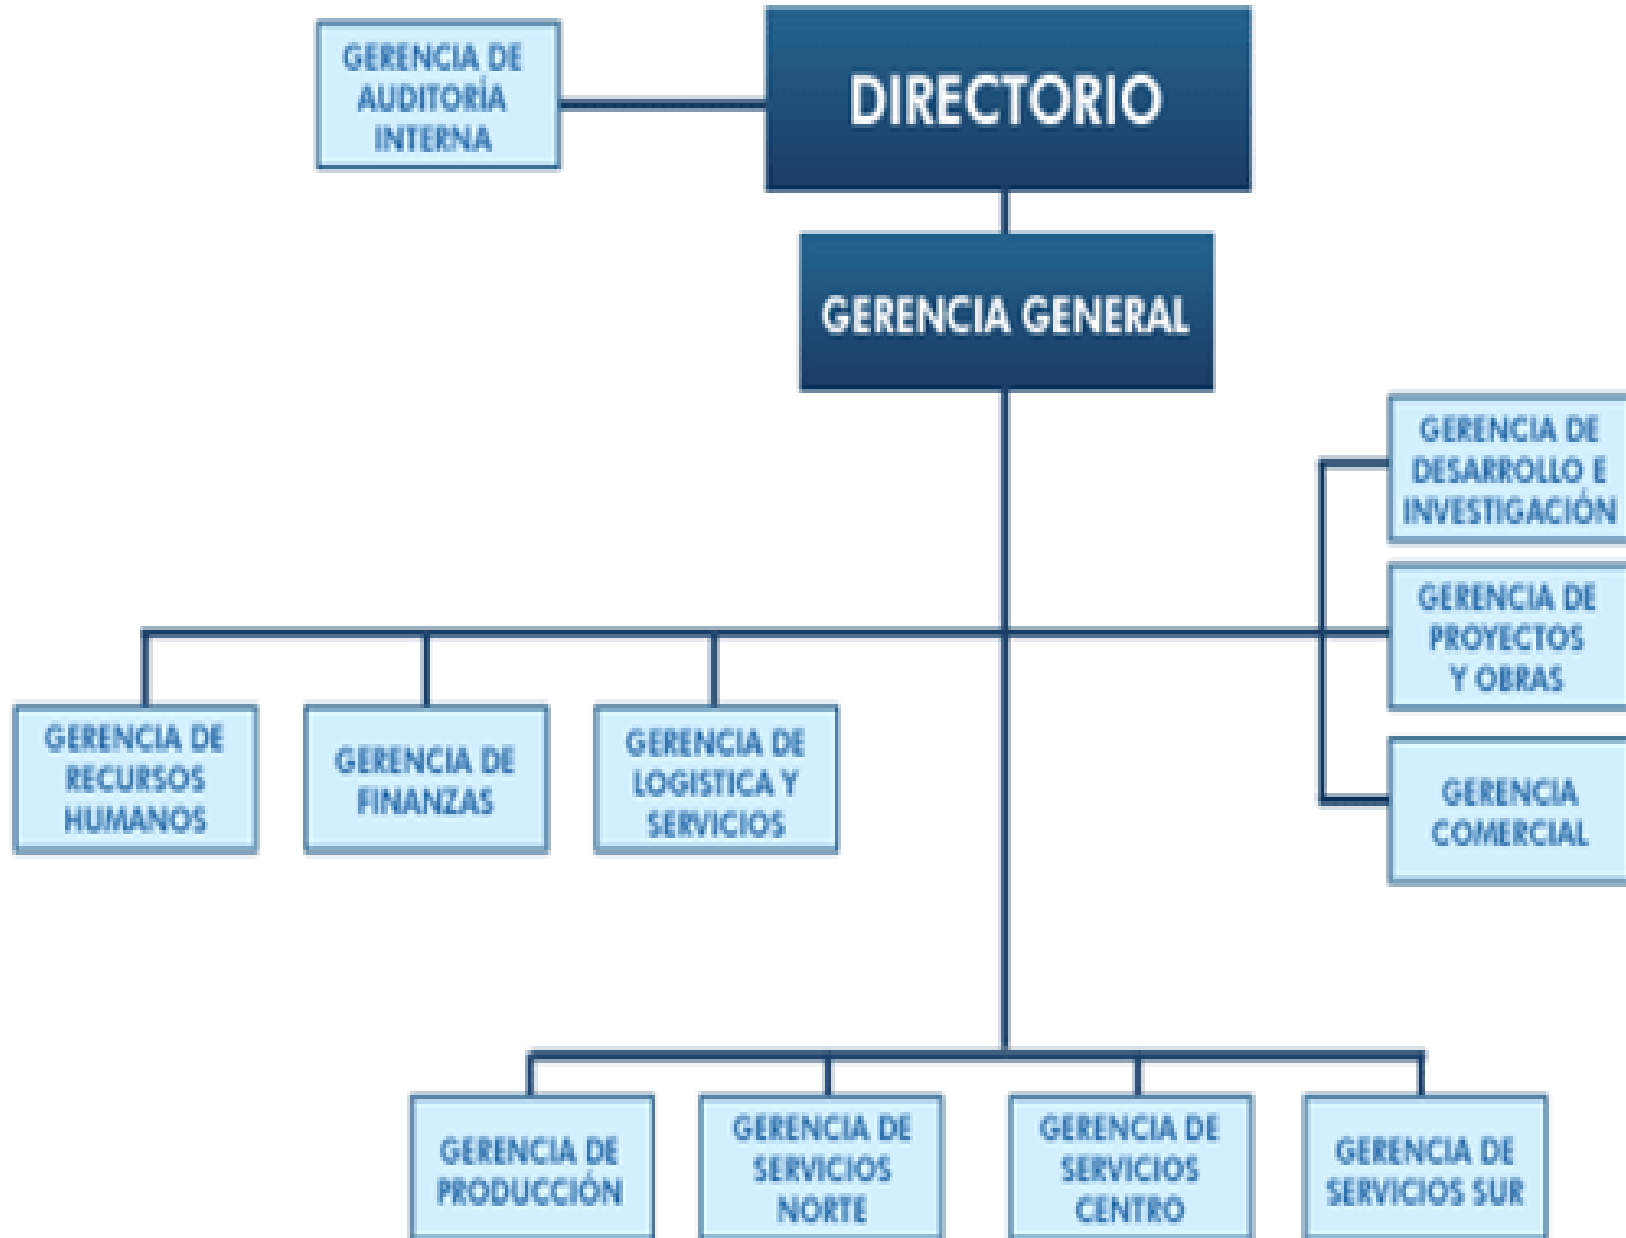 GERENCIA DE
AUDITORÍA
INTERNA
DIRECTORIO
GERENCIA GENERAL
GERENCIA DE
DESARROLLO E
INVESTIGACIÓN
GERENCIA DE
PROYECTOS
Y OBRAS
GERENCIA
COMERCIAL
GERENCIA DE
RECURSOS
HUMANOS
GERENCIA DE
FINANZAS
GERENCIA DE
LOGISTICA Y
SERVICIOS
GERENCIA DE
PRODUCCIÓN
GERENCIA DE
SERVICIOS
NORTE
GERENCIA DE
SERVICIOS
CENTRO
GERENCIA DE
SERVICIOS SUR